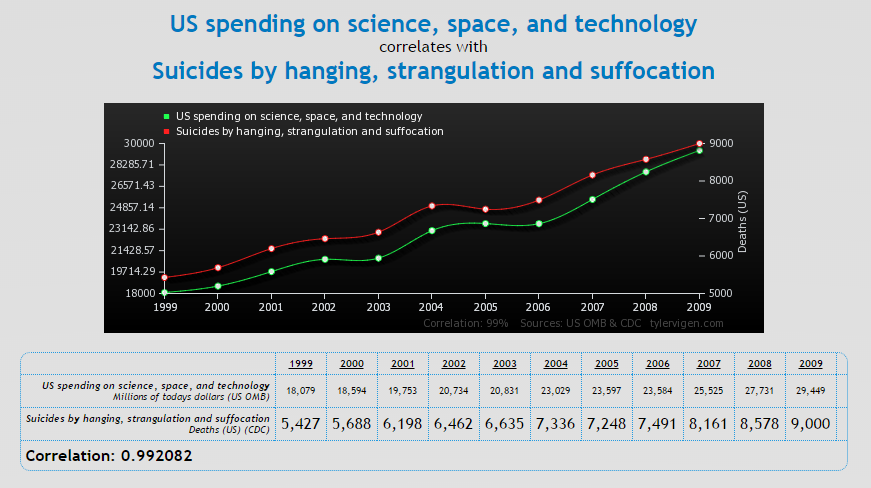 US spending on science, space, and technology
correlates with
Suicides by hanging, strangulation and suffocation
US spending on science, space, and technology
Suicides by hanging, strangulation and suffocation
30000 9000
28285.71
26571.43 8000
24857.14
23142.86 7000
21428.57 6000
19714.29
18000 5000
Deaths (US)
1999 2000 2001 2002 2003 2004 2005 2006 2007 2008 2009
Correlation: 99% Sources: US OMB & CDC tylervigen.com
1999 2000 2001 2002 2003 2004 2005 2006 2007 2008 2009
US spending on science, space, and technology
Millions of todays dollars (US OMB)
18,079 18,594 19,753 20,734 20,831 23,029 23,597 23,584 25,525 27,731 29,449
Suicides by hanging, strangulation and suffocation
Deaths (US) (CDC)
5,427 5,688 6,198 6,462 6,635 7,336 7,248 7,491 8,161 8,578 9,000
Correlation: 0.992082